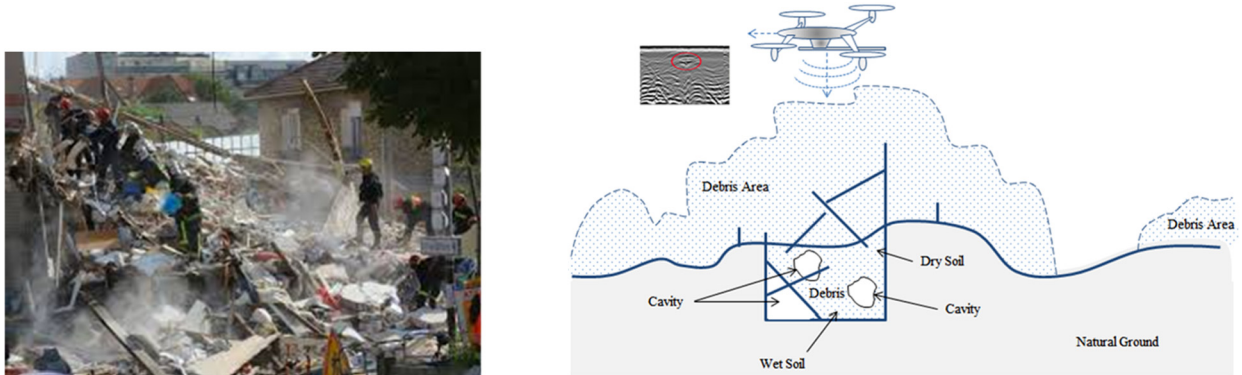 Debris Area
Debris Area
Dry Soil
Cavity
Debris
Cavity
Natural Ground
Wet Soil